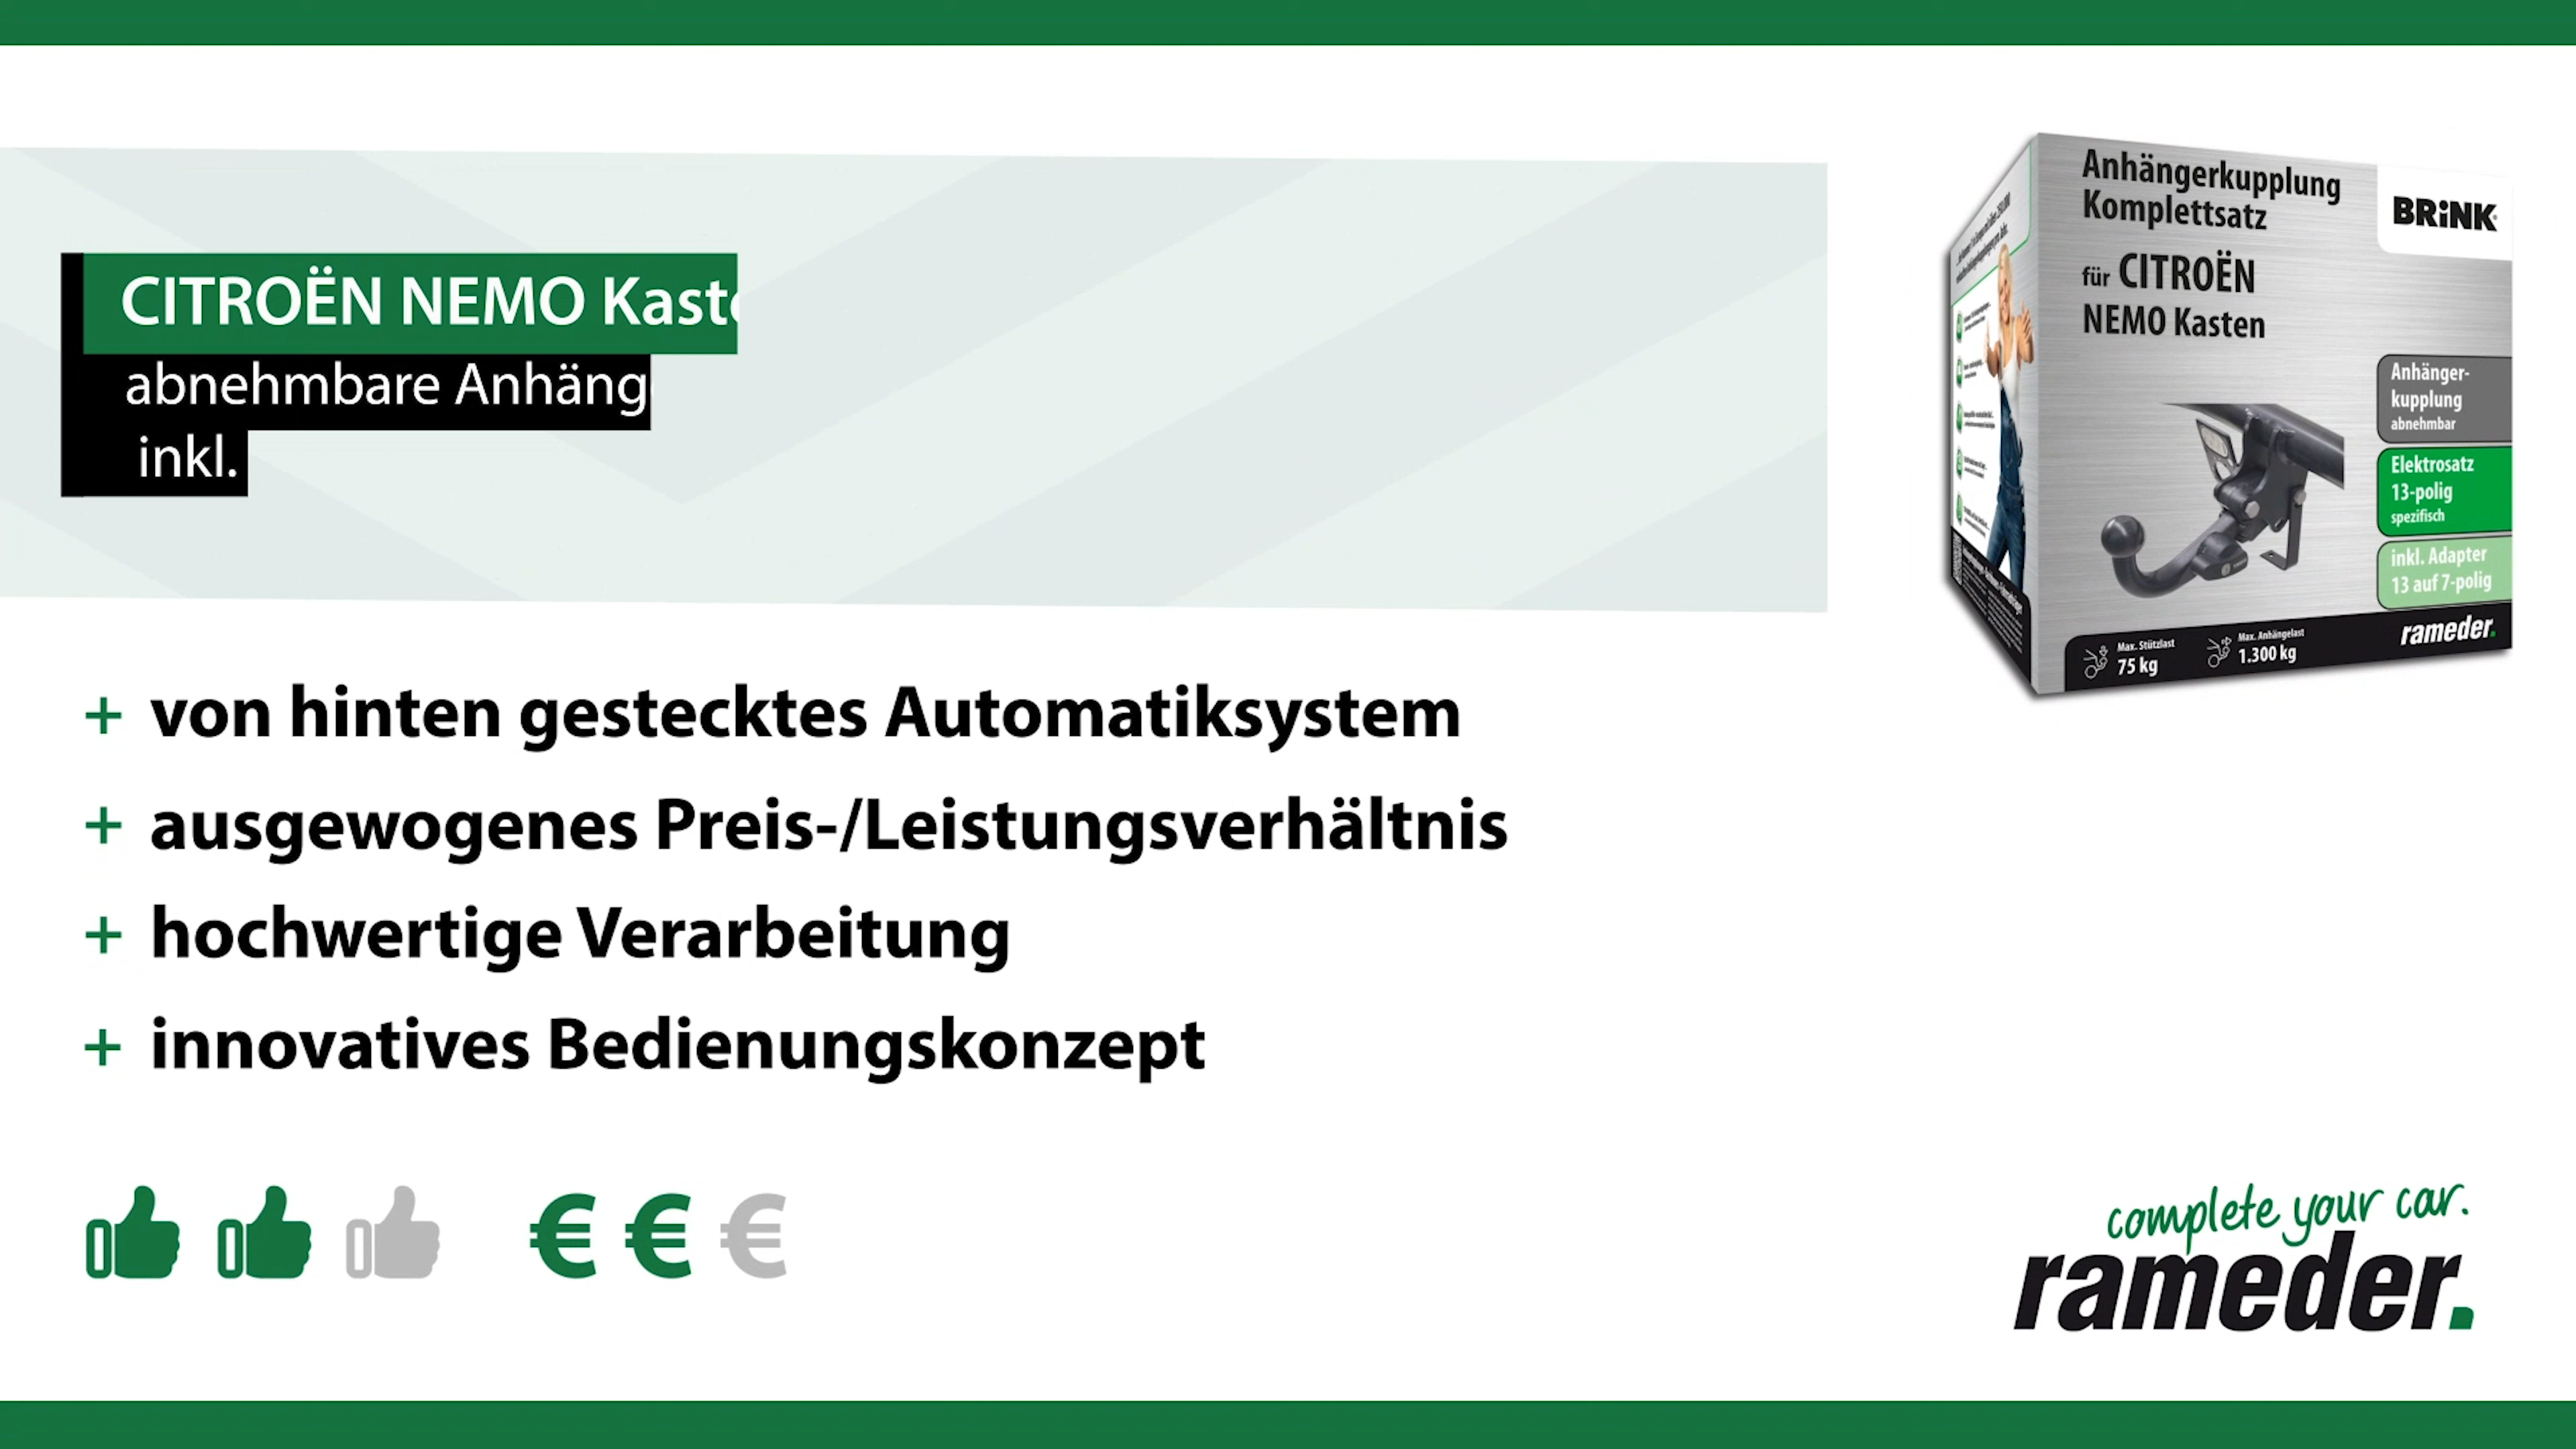 CITROËN NEMO Kaste
abnehmbare Anhäng
inkl.
+ von hinten gestecktes Automatiksystem
+ ausgewogenes Preis-/Leistungsverhältnis
+ hochwertige Verarbeitung
+ innovatives Bedienungskonzept
€ € €
Anhängerkupplung
Komplettsatz
BRiNK
für CITROËN
NEMO Kasten
Anhänger-
kupplung
abnehmbar
Elektrosatz
13-polig
spezifisch
inkl. Adapter
13 auf 7-polig
Max. Stützlast
75 kg
Max. Anhängelast
1.300 kg
rameder.
complete your car.
rameder.